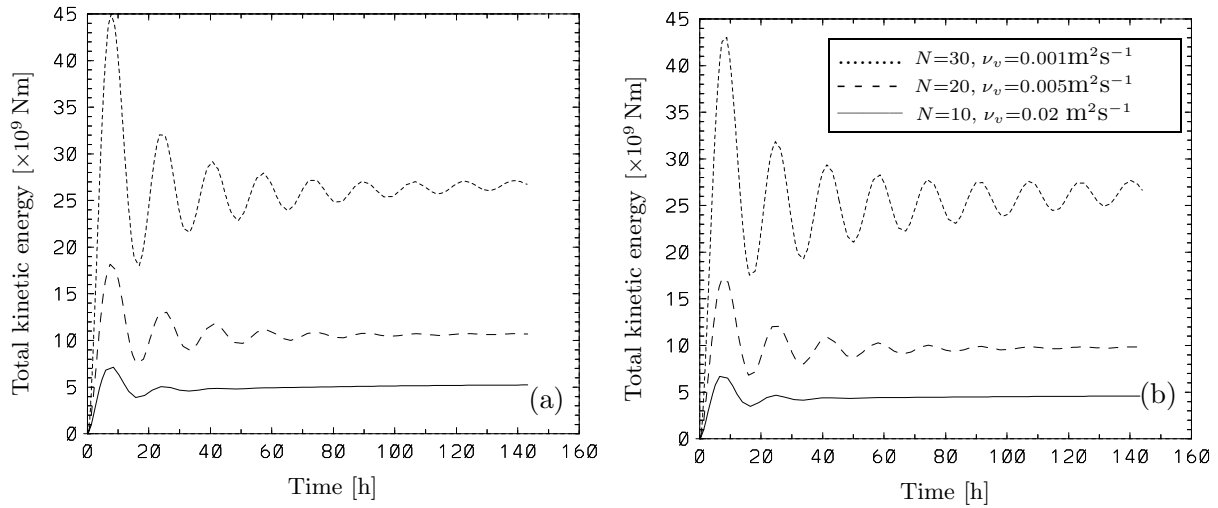 Total kinetic energy [×10⁹ Nm]
45
40
35
30
25
20
15
10
5
0
0 20 40 60 80 100 120 140 160
Time [h]
(a)
Total kinetic energy [×10⁹ Nm]
45
40
35
30
25
20
15
10
5
0
N=30, νᵥ=0.001m²s⁻¹
N=20, νᵥ=0.005m²s⁻¹
N=10, νᵥ=0.02 m²s⁻¹
(b)
0 20 40 60 80 100 120 140 160
Time [h]